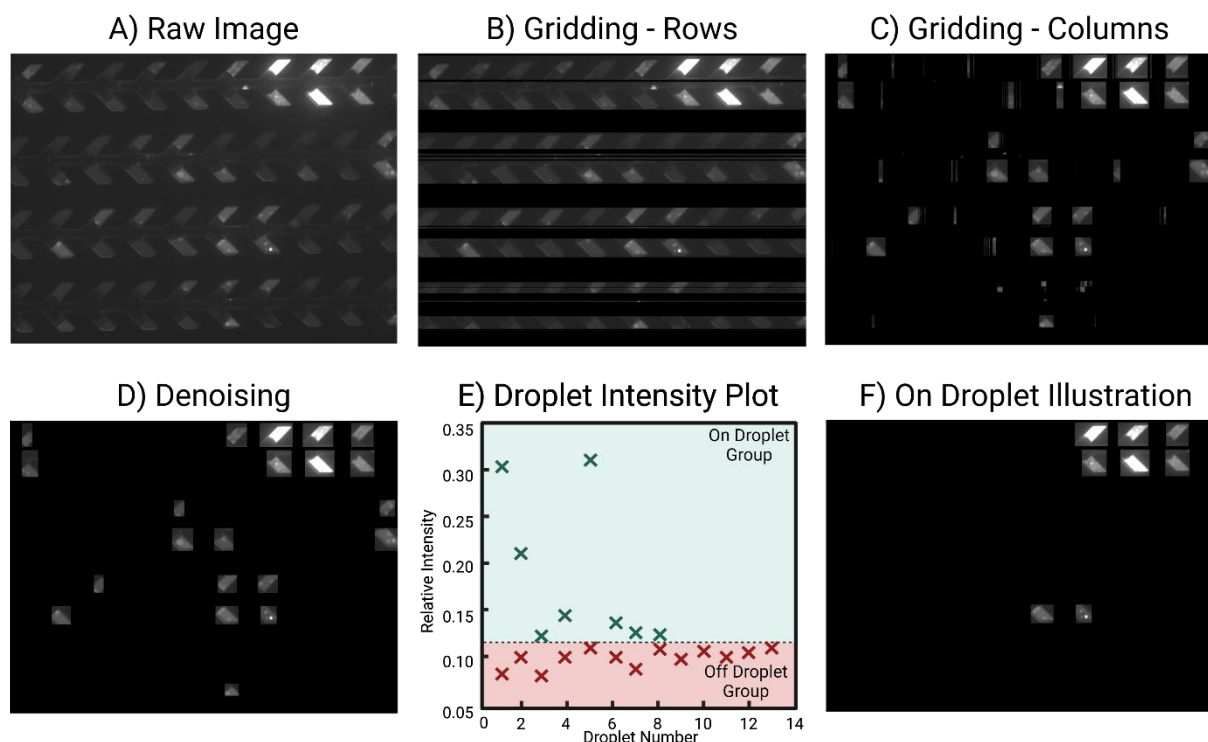 A) Raw Image
B) Gridding - Rows
C) Gridding - Columns
D) Denoising
E) Droplet Intensity Plot
F) On Droplet Illustration
0.35
0.30
0.25
0.20
0.15
0.10
0.05
Relative Intensity
On Droplet
Group
Off Droplet
Group
0 2 4 6 8 10 12 14
Droplet Number